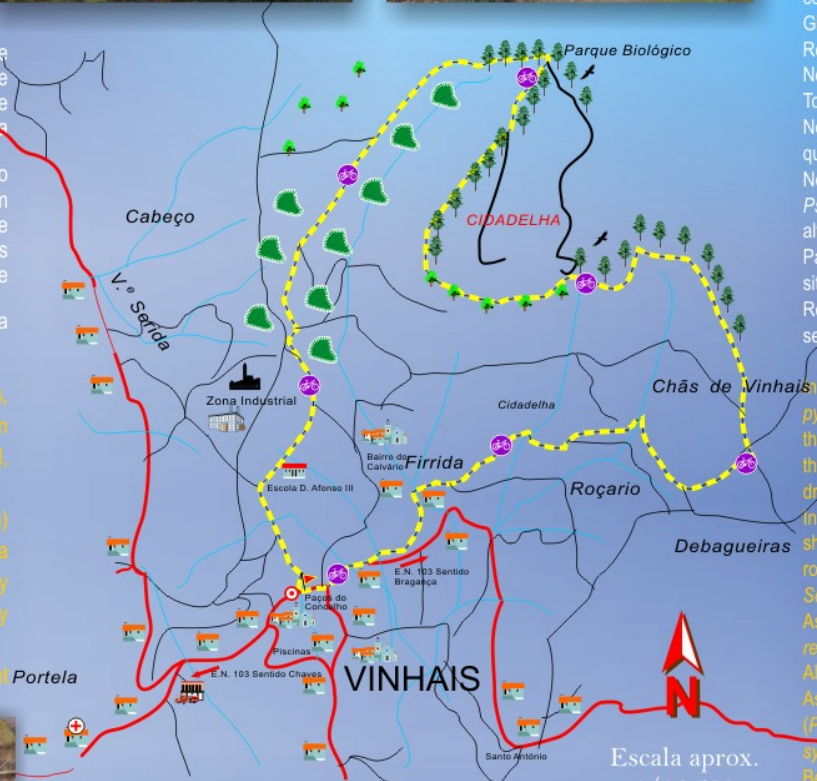 Parque Biológico
Cabeço
CIDADELHA
V.ᵉ Serida
Zona Industrial
Chãs de Vinhais
Cidadelha
Bairro do
Calvário
Firrida
Escola D. Afonso III
Roçario
Debagueiras
E.N. 103 Sentido
Bragança
Paços do
Concelho
Piscinas
E.N. 103 Sentido Chaves
VINHAIS
Portela
N
Santo António
Escala aprox.